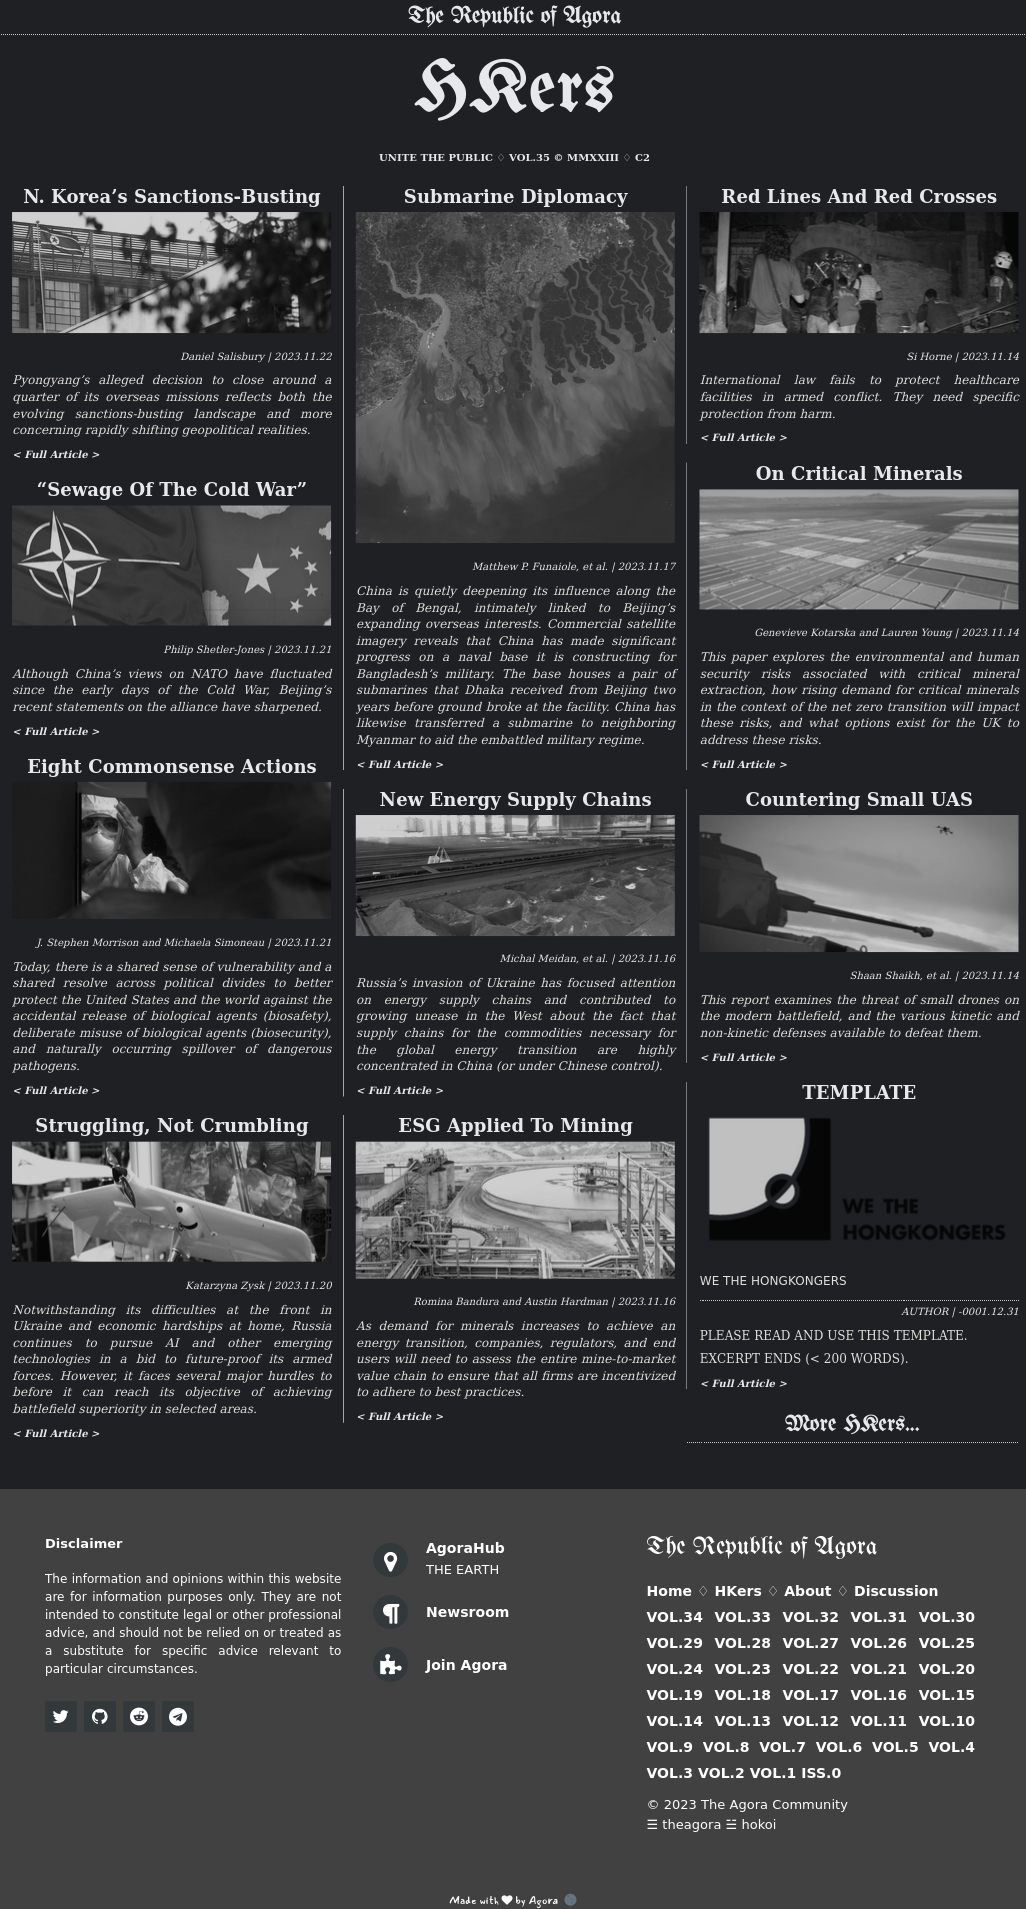 The Republic of Agora
HKers
UNITE THE PUBLIC ♢ VOL.35 © MMXXIII ♢ C2
N. Korea’s Sanctions-Busting
Daniel Salisbury | 2023.11.22
Pyongyang’s alleged decision to close around a
quarter of its overseas missions reflects both the
evolving sanctions-busting landscape and more
concerning rapidly shifting geopolitical realities.
< Full Article >
“Sewage Of The Cold War”
Philip Shetler-Jones | 2023.11.21
Although China’s views on NATO have fluctuated
since the early days of the Cold War, Beijing’s
recent statements on the alliance have sharpened.
< Full Article >
Eight Commonsense Actions
J. Stephen Morrison and Michaela Simoneau | 2023.11.21
Today, there is a shared sense of vulnerability and a
shared resolve across political divides to better
protect the United States and the world against the
accidental release of biological agents (biosafety),
deliberate misuse of biological agents (biosecurity),
and naturally occurring spillover of dangerous
pathogens.
< Full Article >
Struggling, Not Crumbling
Katarzyna Zysk | 2023.11.20
Notwithstanding its difficulties at the front in
Ukraine and economic hardships at home, Russia
continues to pursue AI and other emerging
technologies in a bid to future-proof its armed
forces. However, it faces several major hurdles to
before it can reach its objective of achieving
battlefield superiority in selected areas.
< Full Article >
Submarine Diplomacy
Matthew P. Funaiole, et al. | 2023.11.17
China is quietly deepening its influence along the
Bay of Bengal, intimately linked to Beijing’s
expanding overseas interests. Commercial satellite
imagery reveals that China has made significant
progress on a naval base it is constructing for
Bangladesh’s military. The base houses a pair of
submarines that Dhaka received from Beijing two
years before ground broke at the facility. China has
likewise transferred a submarine to neighboring
Myanmar to aid the embattled military regime.
< Full Article >
New Energy Supply Chains
Michal Meidan, et al. | 2023.11.16
Russia’s invasion of Ukraine has focused attention
on energy supply chains and contributed to
growing unease in the West about the fact that
supply chains for the commodities necessary for
the global energy transition are highly
concentrated in China (or under Chinese control).
< Full Article >
ESG Applied To Mining
Romina Bandura and Austin Hardman | 2023.11.16
As demand for minerals increases to achieve an
energy transition, companies, regulators, and end
users will need to assess the entire mine-to-market
value chain to ensure that all firms are incentivized
to adhere to best practices.
< Full Article >
Red Lines And Red Crosses
Si Horne | 2023.11.14
International law fails to protect healthcare
facilities in armed conflict. They need specific
protection from harm.
< Full Article >
On Critical Minerals
Genevieve Kotarska and Lauren Young | 2023.11.14
This paper explores the environmental and human
security risks associated with critical mineral
extraction, how rising demand for critical minerals
in the context of the net zero transition will impact
these risks, and what options exist for the UK to
address these risks.
< Full Article >
Countering Small UAS
Shaan Shaikh, et al. | 2023.11.14
This report examines the threat of small drones on
the modern battlefield, and the various kinetic and
non-kinetic defenses available to defeat them.
< Full Article >
TEMPLATE
WE THE
HONGKONGERS
WE THE HONGKONGERS
AUTHOR | -0001.12.31
PLEASE READ AND USE THIS TEMPLATE.
EXCERPT ENDS (< 200 WORDS).
< Full Article >
More HKers...
Disclaimer
The information and opinions within this website
are for information purposes only. They are not
intended to constitute legal or other professional
advice, and should not be relied on or treated as
a substitute for specific advice relevant to
particular circumstances.
AgoraHub
THE EARTH
Newsroom
Join Agora
The Republic of Agora
Home ♢ HKers ♢ About ♢ Discussion
VOL.34 VOL.33 VOL.32 VOL.31 VOL.30
VOL.29 VOL.28 VOL.27 VOL.26 VOL.25
VOL.24 VOL.23 VOL.22 VOL.21 VOL.20
VOL.19 VOL.18 VOL.17 VOL.16 VOL.15
VOL.14 VOL.13 VOL.12 VOL.11 VOL.10
VOL.9 VOL.8 VOL.7 VOL.6 VOL.5 VOL.4
VOL.3 VOL.2 VOL.1 ISS.0
© 2023 The Agora Community
☰ theagora ☱ hokoi
Made with ♥ by Agora